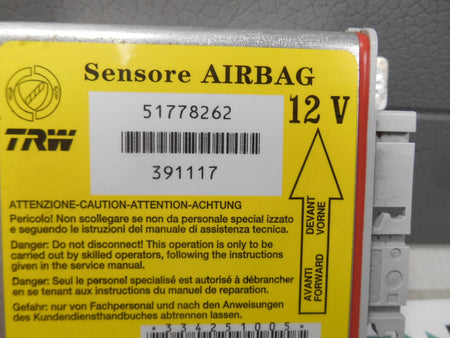 Sensore AIRBAG
51778262
12 V
TRW
391117
ATTENZIONE-CAUTION-ATTENTION-ACHTUNG
Pericolo! Non scollegare se non da personale special izzato
e seguendo le istruzioni del manuale di assistenza tecnica.
Danger: Do not disconnect! This operation is only to be
carried out by skilled operators, following the instructions
given in the service manual.
Danger: Seul le personel specialisé est autorisé à débrancher
en se tenant aux instructions du manuel de reparation.
Gefahr: nur von Fachpersonal und nach den Anweisungen
des Kundendiensthandbuches abtrennen lassen.
AVANTI DEVANT
FORWARD VORNE
*334251005*